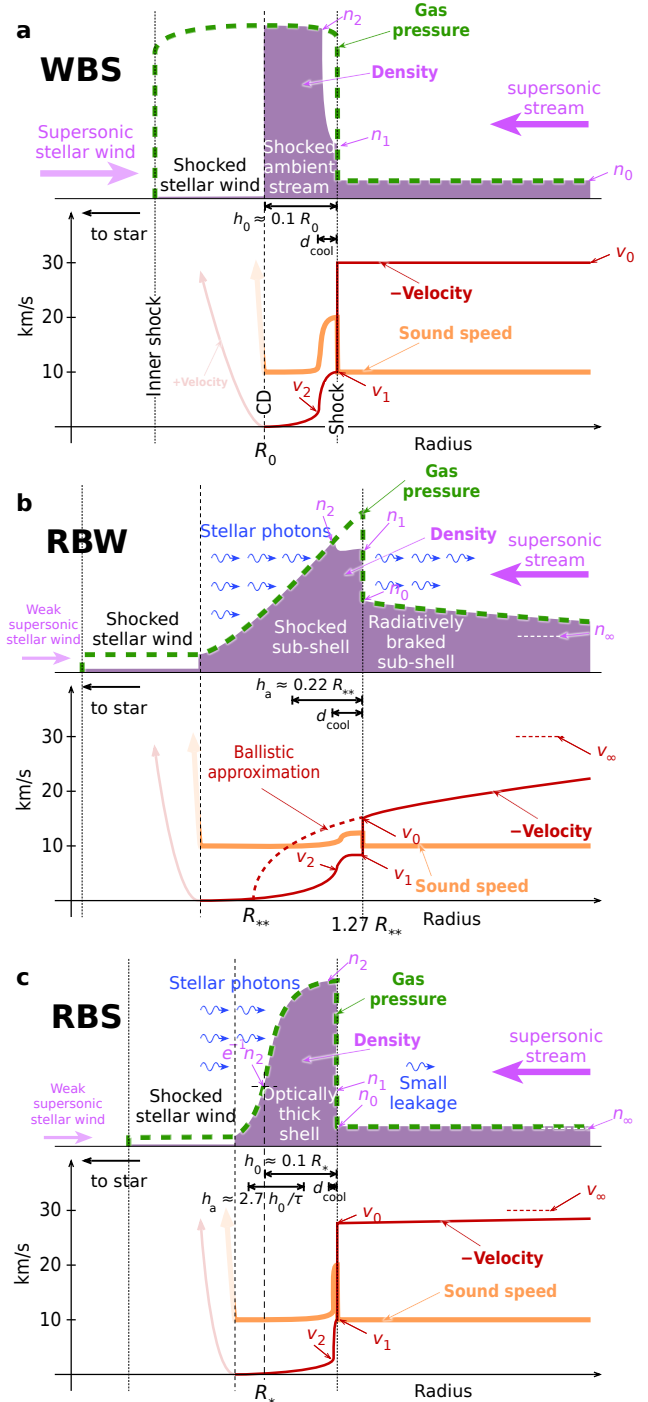 a
WBS
n2
Gas
pressure
Density
supersonic
stream
Supersonic
stellar wind
n1
Shocked
stellar wind
Shocked
ambient
stream
n0
to star
h0 ≈ 0.1 R0
dcool
30
20
10
km/s
v0
−Velocity
Sound speed
+Velocity
Inner shock
CD
Shock
v2
v1
R0
Radius
b
RBW
Gas
pressure
n2
n1
Stellar photons
Density
supersonic
stream
n0
Weak
supersonic
stellar wind
Shocked
stellar wind
Shocked
sub-shell
Radiatively
braked
sub-shell
n∞
to star
ha ≈ 0.22 R**
dcool
30
20
10
km/s
Ballistic
approximation
v∞
v0
−Velocity
v2
v1
Sound speed
R**
1.27 R**
Radius
c
RBS
n2
Stellar photons
Gas
pressure
Density
supersonic
stream
e−1n2
n1
Small
leakage
Weak
supersonic
stellar wind
Shocked
stellar wind
Optically
thick
shell
n0
n∞
to star
h0 ≈ 0.1 R*
ha ≈ 2.7 h0/τ
dcool
30
20
10
km/s
v0
v∞
−Velocity
Sound speed
v2
v1
R*
Radius